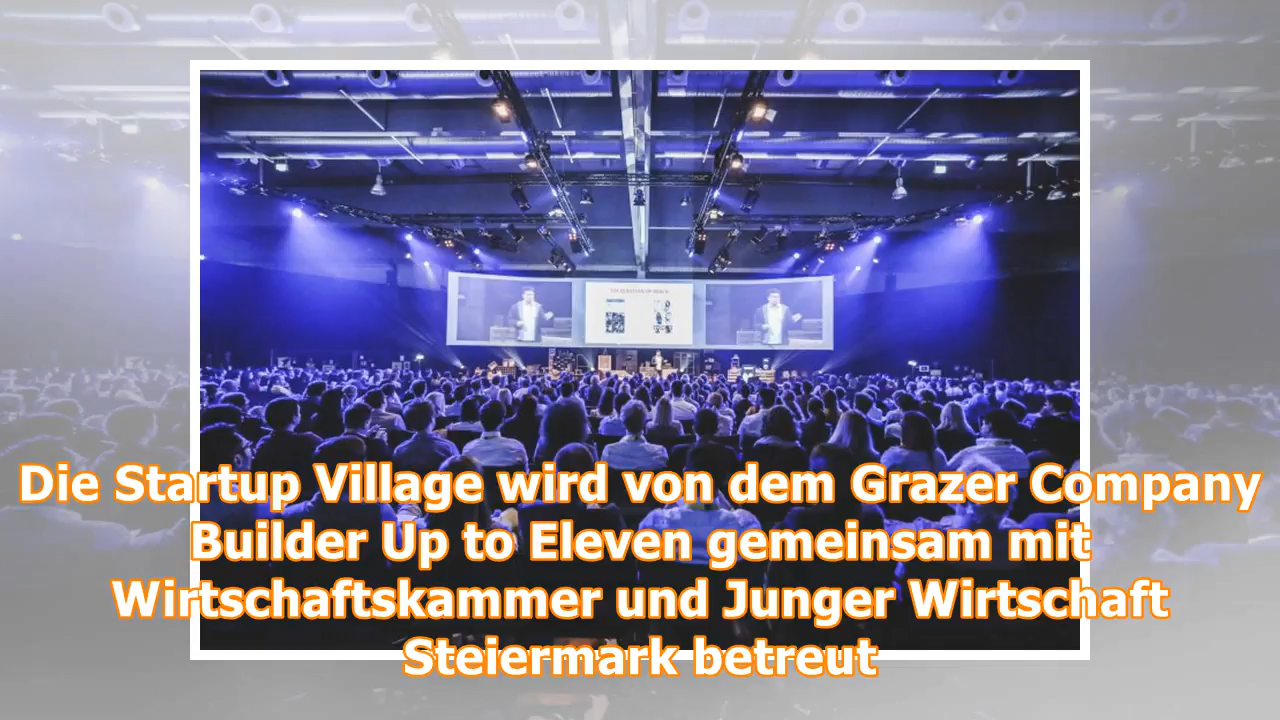 Die Startup Village wird von dem Grazer Company
Builder Up to Eleven gemeinsam mit
Wirtschaftskammer und Junger Wirtschaft
Steiermark betreut